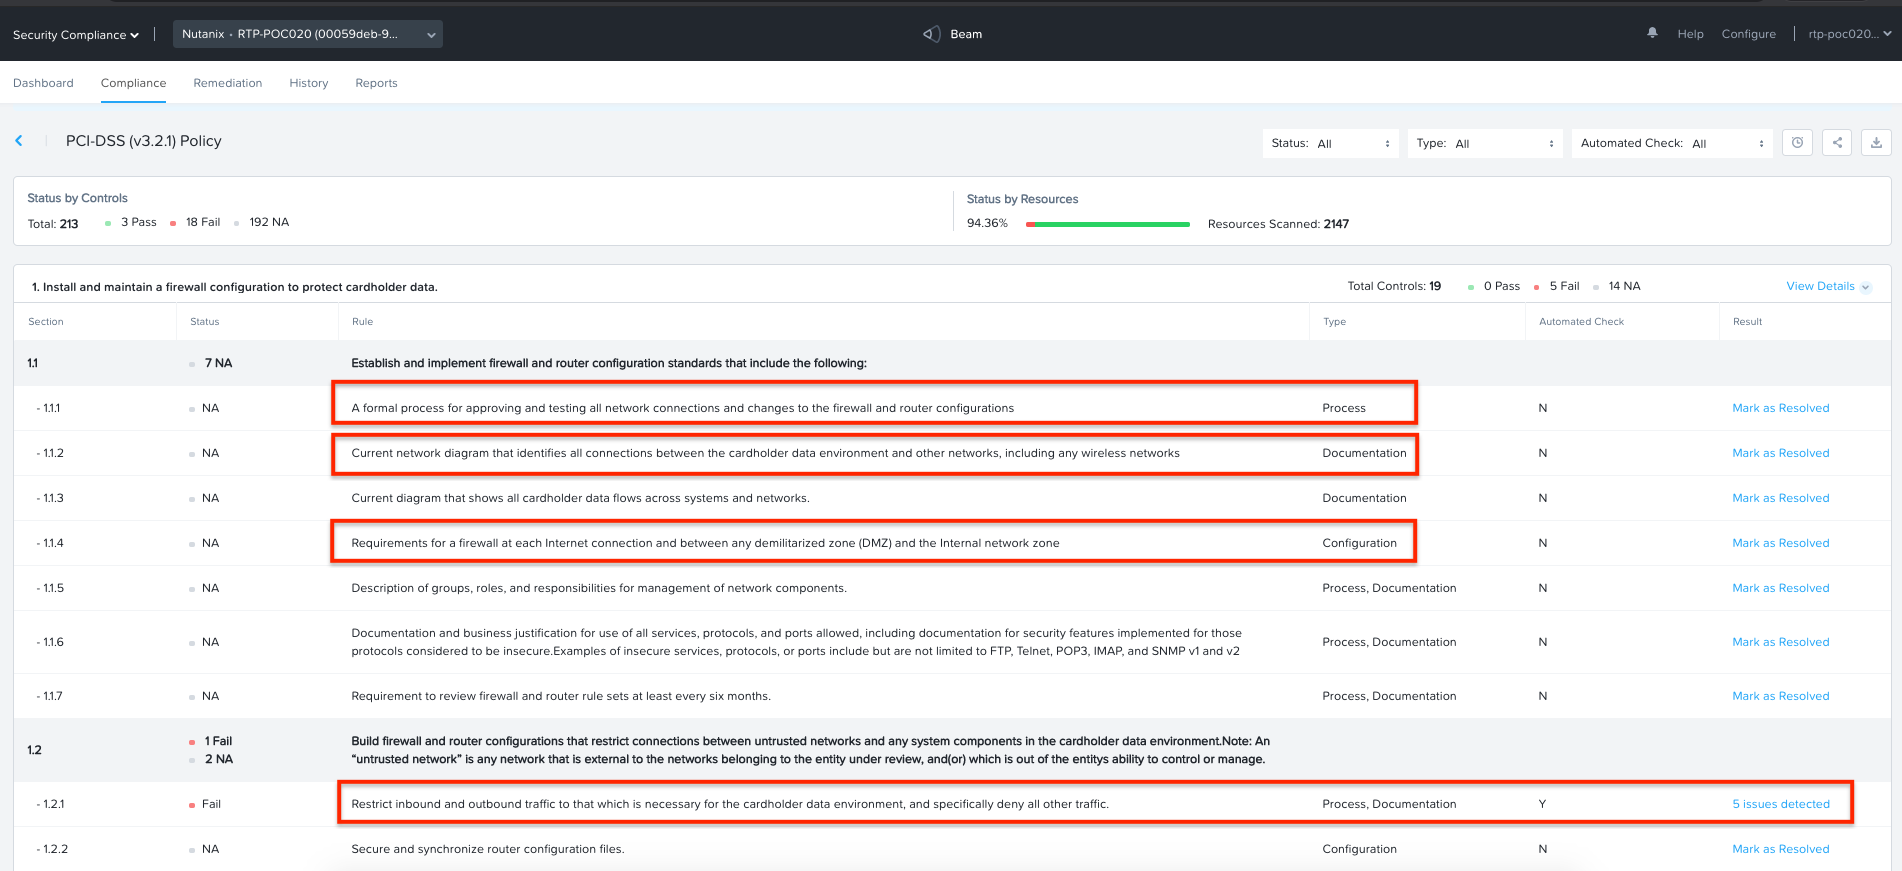 Security Compliance
Nutanix • RTP-POC020 (00059deb-9...
Beam
Help
Configure
rtp-poc020...
Dashboard
Compliance
Remediation
History
Reports
PCI-DSS (v3.2.1) Policy
Status: All
Type: All
Automated Check: All
Status by Controls
Total: 213 3 Pass 18 Fail 192 NA
Status by Resources
94.36% Resources Scanned: 2147
1. Install and maintain a firewall configuration to protect cardholder data.
Total Controls: 19 0 Pass 5 Fail 14 NA
View Details
Section Status Rule Type Automated Check Result
1.1 7 NA Establish and implement firewall and router configuration standards that include the following:
- 1.1.1 NA A formal process for approving and testing all network connections and changes to the firewall and router configurations Process N Mark as Resolved
- 1.1.2 NA Current network diagram that identifies all connections between the cardholder data environment and other networks, including any wireless networks Documentation N Mark as Resolved
- 1.1.3 NA Current diagram that shows all cardholder data flows across systems and networks. Documentation N Mark as Resolved
- 1.1.4 NA Requirements for a firewall at each Internet connection and between any demilitarized zone (DMZ) and the Internal network zone Configuration N Mark as Resolved
- 1.1.5 NA Description of groups, roles, and responsibilities for management of network components. Process, Documentation N Mark as Resolved
- 1.1.6 NA Documentation and business justification for use of all services, protocols, and ports allowed, including documentation for security features implemented for those
protocols considered to be insecure.Examples of insecure services, protocols, or ports include but are not limited to FTP, Telnet, POP3, IMAP, and SNMP v1 and v2 Process, Documentation N Mark as Resolved
- 1.1.7 NA Requirement to review firewall and router rule sets at least every six months. Process, Documentation N Mark as Resolved
1.2 1 Fail Build firewall and router configurations that restrict connections between untrusted networks and any system components in the cardholder data environment.Note: An
2 NA “untrusted network” is any network that is external to the networks belonging to the entity under review, and(or) which is out of the entitys ability to control or manage.
- 1.2.1 Fail Restrict inbound and outbound traffic to that which is necessary for the cardholder data environment, and specifically deny all other traffic. Process, Documentation Y 5 issues detected
- 1.2.2 NA Secure and synchronize router configuration files. Configuration N Mark as Resolved